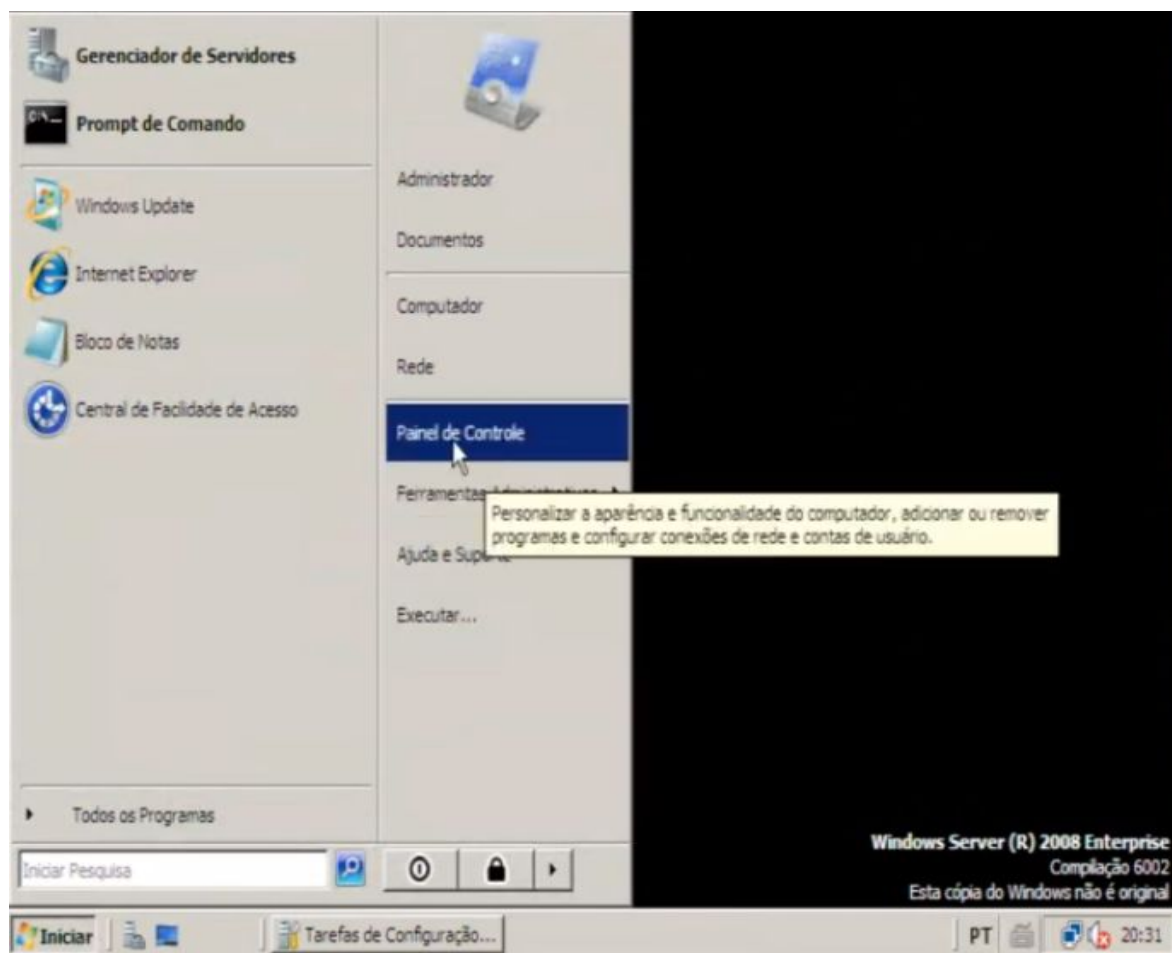 Gerenciador de Servidores
Prompt de Comando
Windows Update
Internet Explorer
Bloco de Notas
Central de Facilidade de Acesso
Todos os Programas
Iniciar Pesquisa
Administrador
Documentos
Computador
Rede
Painel de Controle
Ferramentas
Personalizar a aparência e funcionalidade do computador, adicionar ou remover
programas e configurar conexões de rede e contas de usuário.
Ajuda e
Executar...
Windows Server (R) 2008 Enterprise
Compilação 6002
Esta cópia do Windows não é original
Iniciar
Tarefas de Configuração...
PT
20:31